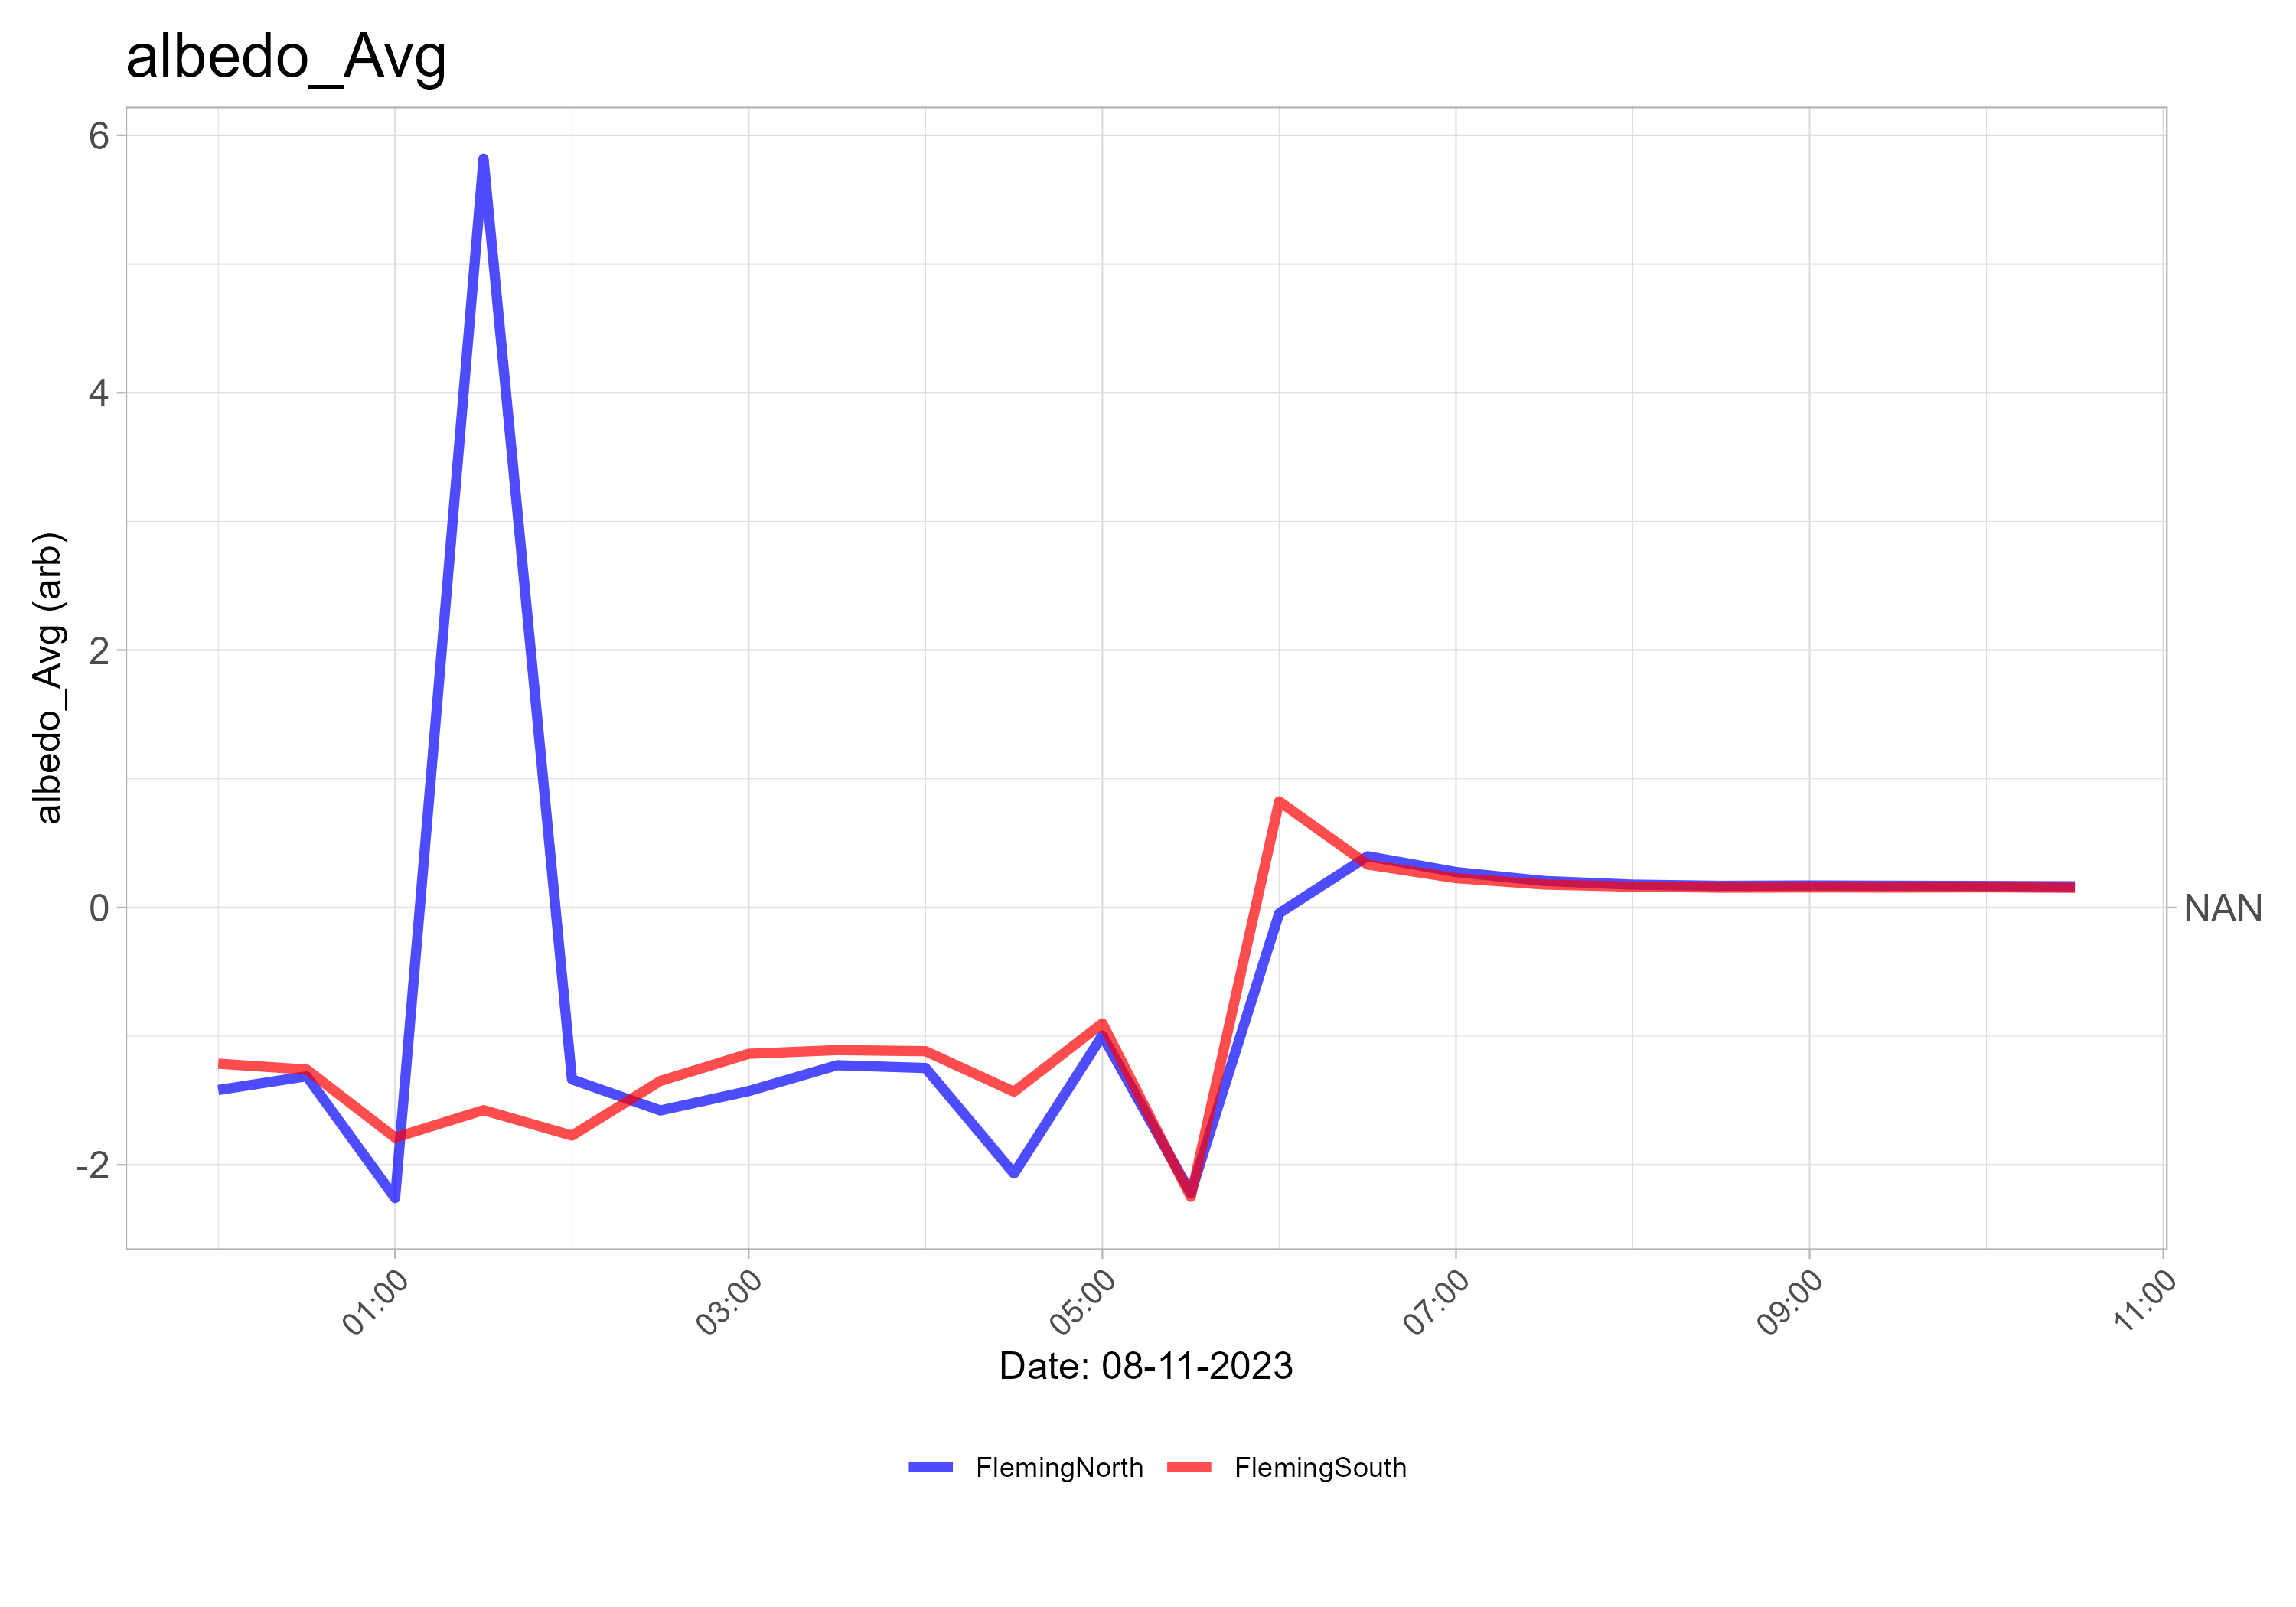 albedo_Avg
albedo_Avg (arb)
6
4
2
0
-2
NAN
01:00
03:00
05:00
07:00
09:00
11:00
Date: 08-11-2023
FlemingNorth
FlemingSouth